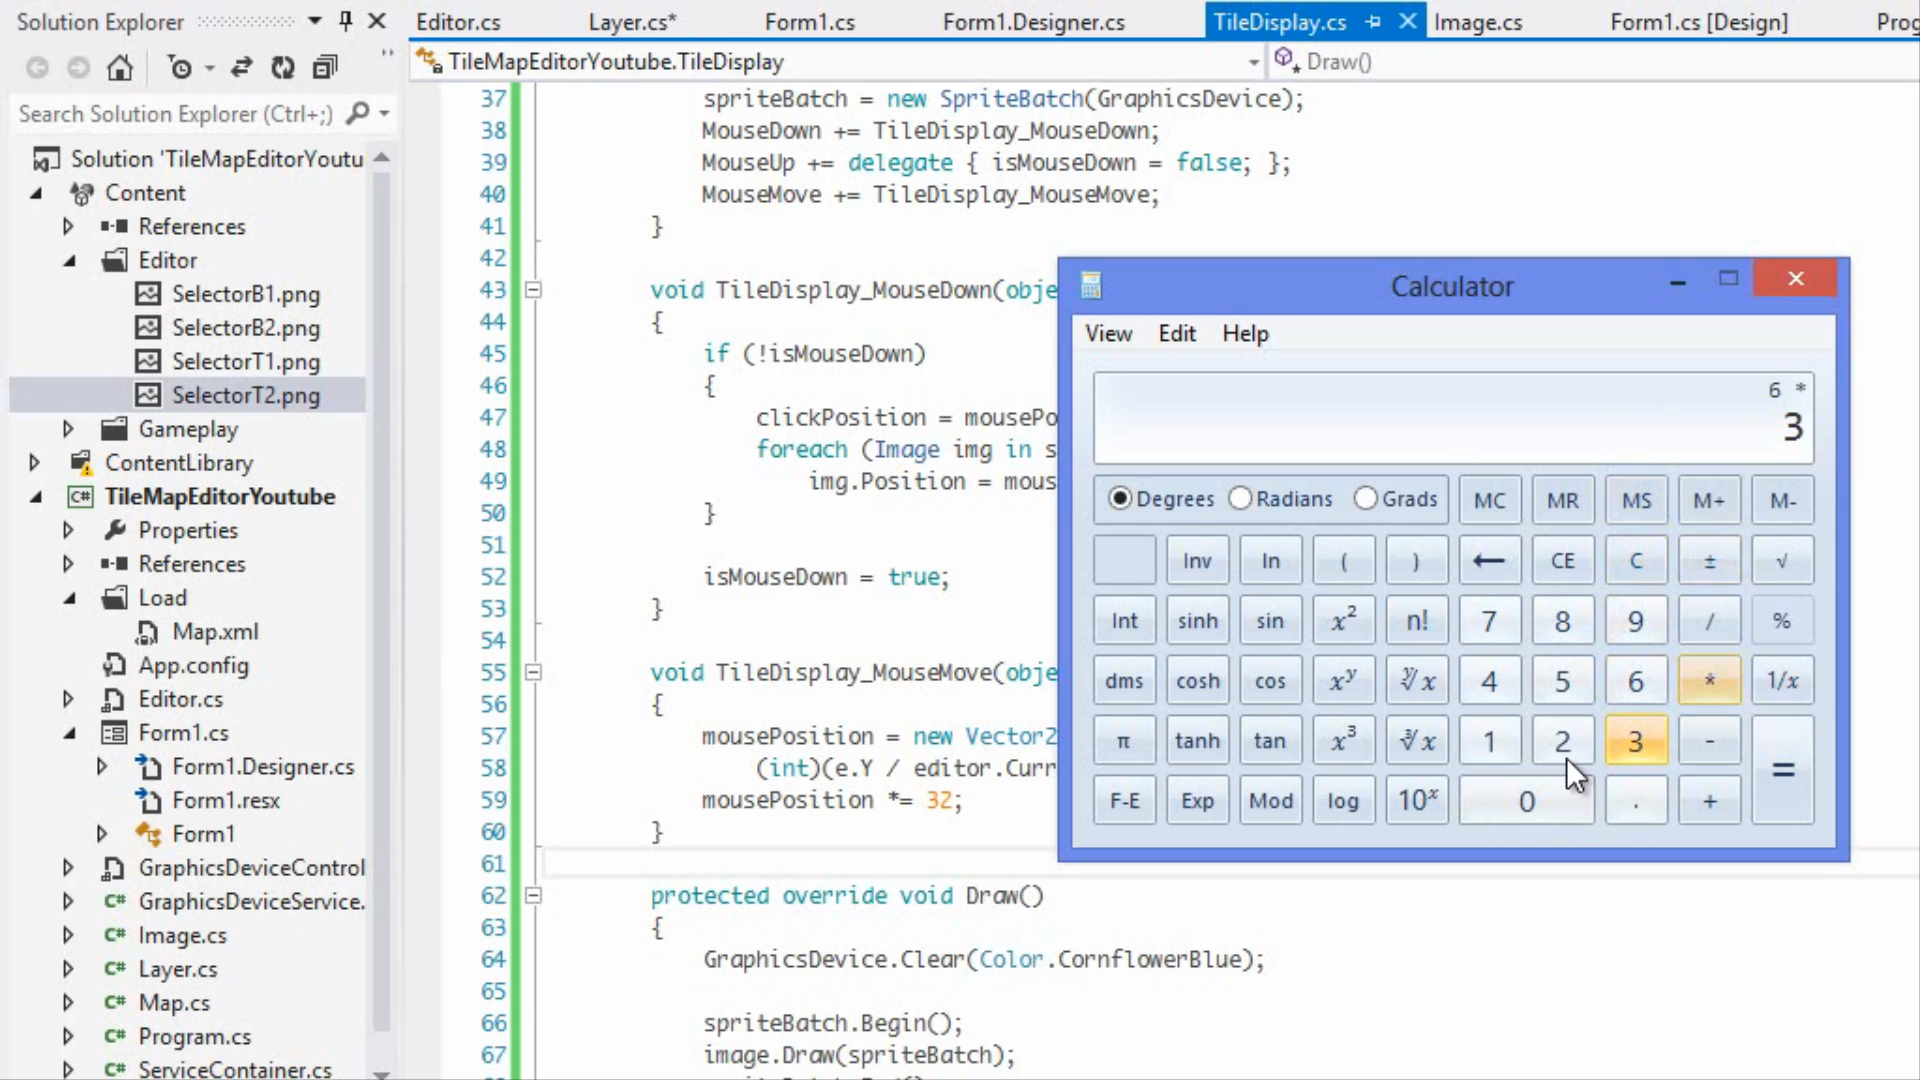 Solution Explorer
Search Solution Explorer (Ctrl+;)
Solution 'TileMapEditorYoutu
Content
References
Editor
SelectorB1.png
SelectorB2.png
SelectorT1.png
SelectorT2.png
Gameplay
ContentLibrary
TileMapEditorYoutube
Properties
References
Load
Map.xml
App.config
Editor.cs
Form1.cs
Form1.Designer.cs
Form1.resx
Form1
GraphicsDeviceControl
GraphicsDeviceService.
Image.cs
Layer.cs
Map.cs
Program.cs
ServiceContainer.cs
Editor.cs Layer.cs* Form1.cs Form1.Designer.cs TileDisplay.cs Image.cs Form1.cs [Design] Prog
TileMapEditorYoutube.TileDisplay Draw()
37 spriteBatch = new SpriteBatch(GraphicsDevice);
38 MouseDown += TileDisplay_MouseDown;
39 MouseUp += delegate { isMouseDown = false; };
40 MouseMove += TileDisplay_MouseMove;
41 }
42
43 void TileDisplay_MouseDown(obje
44 {
45 if (!isMouseDown)
46 {
47 clickPosition = mousePo
48 foreach (Image img in s
49 img.Position = mous
50 }
51
52 isMouseDown = true;
53 }
54
55 void TileDisplay_MouseMove(obje
56 {
57 mousePosition = new Vector2
58 (int)(e.Y / editor.Curr
59 mousePosition *= 32;
60 }
61
62 protected override void Draw()
63 {
64 GraphicsDevice.Clear(Color.CornflowerBlue);
65
66 spriteBatch.Begin();
67 image.Draw(spriteBatch);
Calculator
View Edit Help
6 *
3
Degrees Radians Grads MC MR MS M+ M-
Inv ln ( ) ← CE C ± √
Int sinh sin x² n! 7 8 9 / %
dms cosh cos xʸ ʸ√x 4 5 6 * 1/x
π tanh tan x³ ³√x 1 2 3 - =
F-E Exp Mod log 10ˣ 0 . +